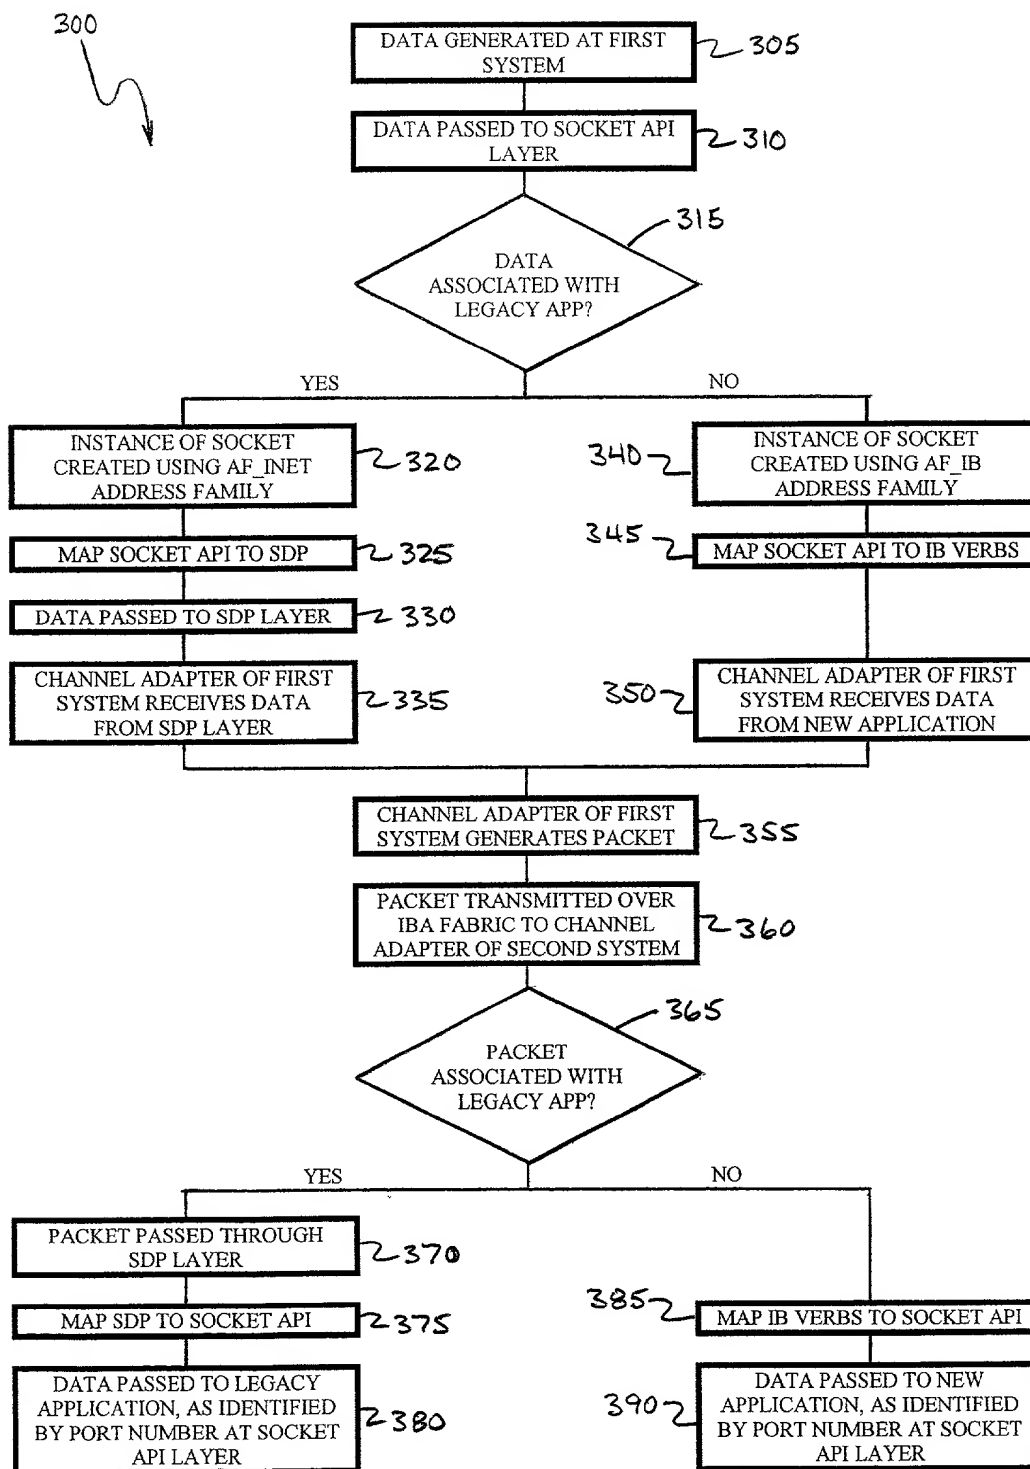 300
DATA GENERATED AT FIRST
SYSTEM
305
DATA PASSED TO SOCKET API
LAYER
310
315
DATA
ASSOCIATED WITH
LEGACY APP?
YES
NO
INSTANCE OF SOCKET
CREATED USING AF_INET
ADDRESS FAMILY
320
340
INSTANCE OF SOCKET
CREATED USING AF_IB
ADDRESS FAMILY
MAP SOCKET API TO SDP
325
345
MAP SOCKET API TO IB VERBS
DATA PASSED TO SDP LAYER
330
CHANNEL ADAPTER OF FIRST
SYSTEM RECEIVES DATA
FROM SDP LAYER
335
350
CHANNEL ADAPTER OF FIRST
SYSTEM RECEIVES DATA
FROM NEW APPLICATION
CHANNEL ADAPTER OF FIRST
SYSTEM GENERATES PACKET
355
PACKET TRANSMITTED OVER
IBA FABRIC TO CHANNEL
ADAPTER OF SECOND SYSTEM
360
365
PACKET
ASSOCIATED WITH
LEGACY APP?
YES
NO
PACKET PASSED THROUGH
SDP LAYER
370
MAP SDP TO SOCKET API
375
385
MAP IB VERBS TO SOCKET API
DATA PASSED TO LEGACY
APPLICATION, AS IDENTIFIED
BY PORT NUMBER AT SOCKET
API LAYER
380
390
DATA PASSED TO NEW
APPLICATION, AS IDENTIFIED
BY PORT NUMBER AT SOCKET
API LAYER